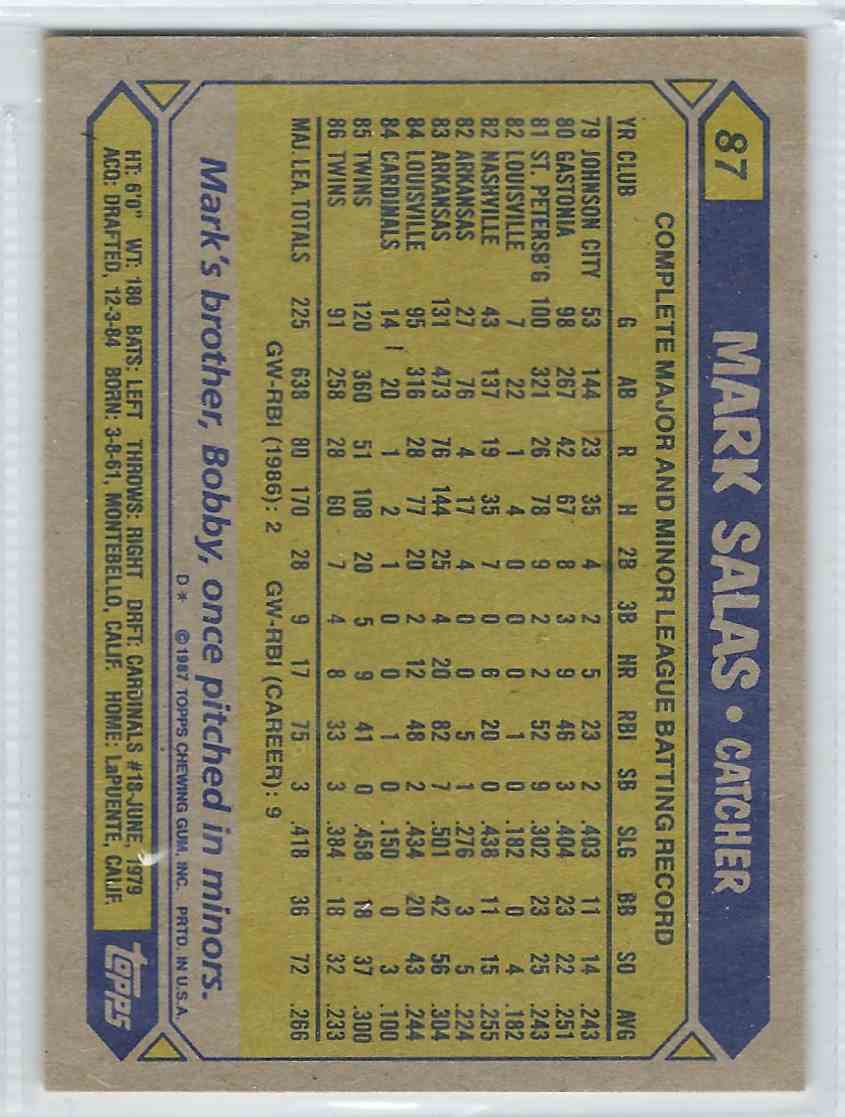 87
MARK SALAS • CATCHER
COMPLETE MAJOR AND MINOR LEAGUE BATTING RECORD
YR CLUB G AB R H 2B 3B HR RBI SB SLG BB SO AVG
79 JOHNSON CITY 53 144 23 35 4 2 5 23 2 .403 11 14 .243
80 GASTONIA 98 267 42 67 8 3 9 46 3 .404 23 22 .251
81 ST. PETERSB'G 100 321 26 78 9 2 2 52 9 .302 23 25 .243
82 LOUISVILLE 7 22 1 4 0 0 0 1 0 .182 0 4 .182
82 NASHVILLE 43 137 19 35 7 0 6 20 0 .438 11 15 .255
82 ARKANSAS 27 76 4 17 4 0 0 5 1 .276 3 5 .224
83 ARKANSAS 131 473 76 144 25 4 20 82 7 .501 42 56 .304
84 LOUISVILLE 95 316 28 77 20 2 12 48 2 .434 20 43 .244
84 CARDINALS 14 20 1 2 1 0 0 1 0 .150 0 3 .100
85 TWINS 120 360 51 108 20 5 9 41 0 .458 18 37 .300
86 TWINS 91 258 28 60 7 4 8 33 3 .384 18 32 .233
MAJ. LEA. TOTALS 225 638 80 170 28 9 17 75 3 .418 36 72 .266
GW-RBI (1986): 2 GW-RBI (CAREER): 9
Mark's brother, Bobby, once pitched in minors.
D* ©1987 TOPPS CHEWING GUM, INC. PRTD. IN U.S.A.
HT: 6'0" WT: 180 BATS: LEFT THROWS: RIGHT DRFT: CARDINALS #18-JUNE, 1979
ACQ: DRAFTED, 12-3-84 BORN: 3-8-61, MONTEBELLO, CALIF. HOME: LaPUENTE, CALIF.
topps